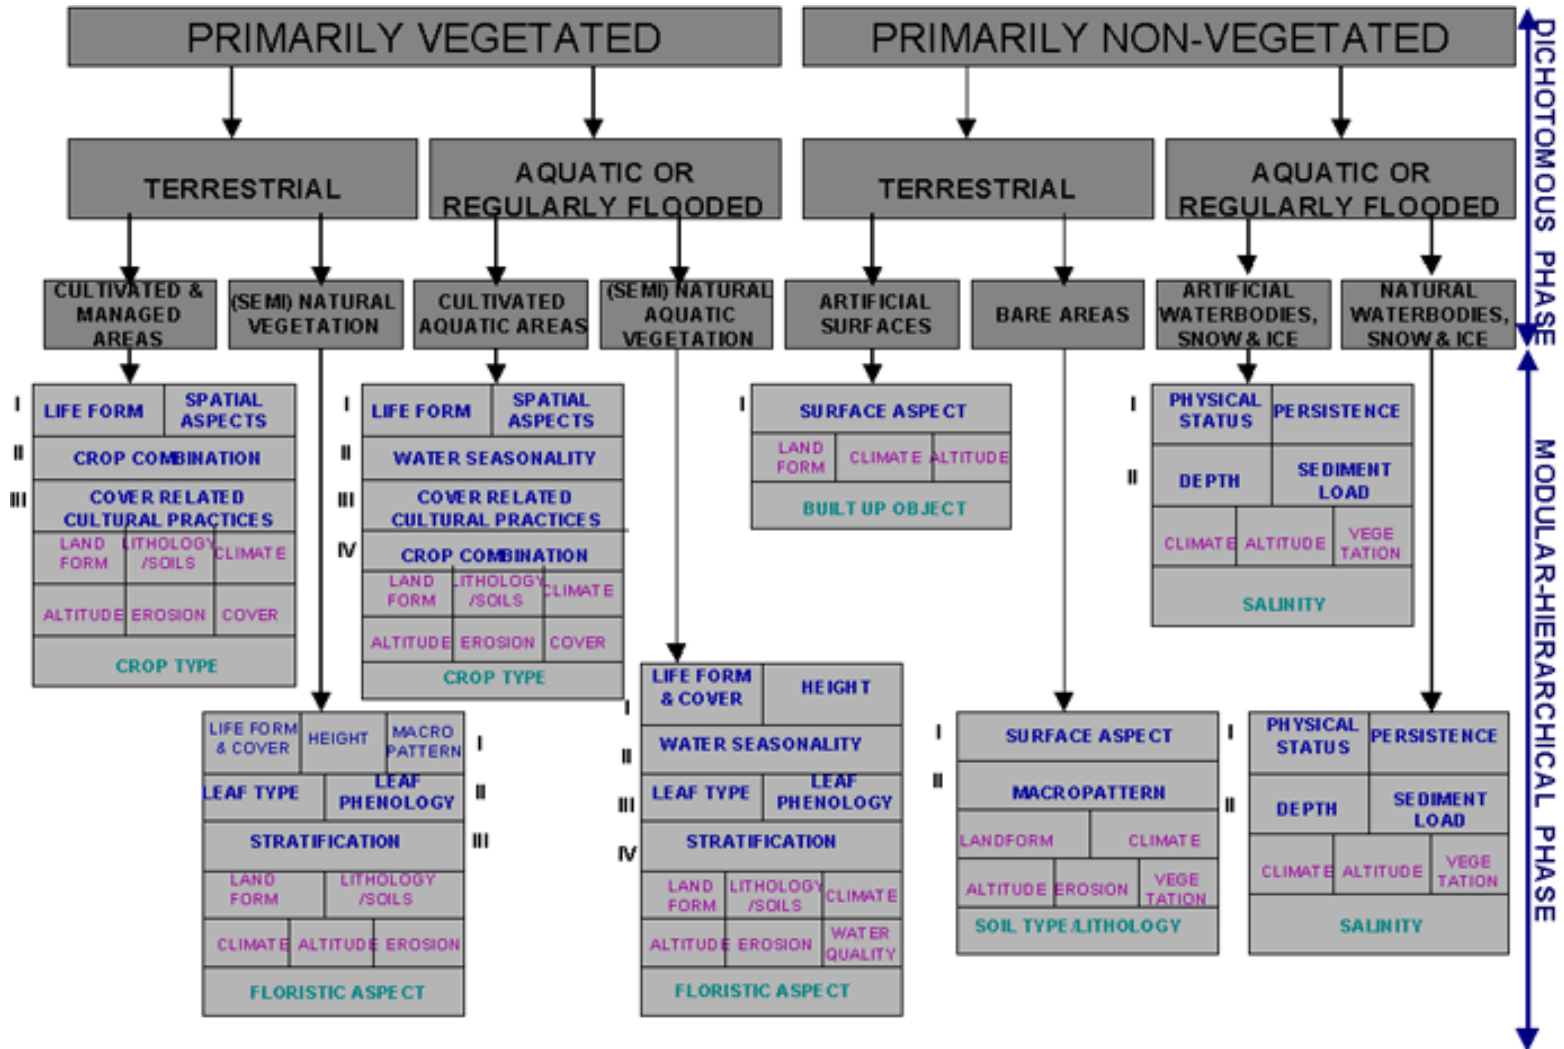 PRIMARILY VEGETATED
PRIMARILY NON-VEGETATED
DICHOTOMOUS PHASE
TERRESTRIAL
AQUATIC OR
REGULARLY FLOODED
TERRESTRIAL
AQUATIC OR
REGULARLY FLOODED
CULTIVATED &
MANAGED
AREAS
(SEMI) NATURAL
VEGETATION
CULTIVATED
AQUATIC AREAS
(SEMI) NATURAL
AQUATIC
VEGETATION
ARTIFICIAL
SURFACES
BARE AREAS
ARTIFICIAL
WATERBODIES,
SNOW & ICE
NATURAL
WATERBODIES,
SNOW & ICE
MODULAR-HIERARCHICAL PHASE
I
LIFE FORM
SPATIAL
ASPECTS
II
CROP COMBINATION
III
COVER RELATED
CULTURAL PRACTICES
LAND
FORM
LITHOLOGY
/SOILS
CLIMATE
ALTITUDE
EROSION
COVER
CROP TYPE
I
LIFE FORM
SPATIAL
ASPECTS
II
WATER SEASONALITY
III
COVER RELATED
CULTURAL PRACTICES
IV
CROP COMBINATION
LAND
FORM
LITHOLOGY
/SOILS
CLIMATE
ALTITUDE
EROSION
COVER
CROP TYPE
I
SURFACE ASPECT
LAND
FORM
CLIMATE
ALTITUDE
BUILT UP OBJECT
I
PHYSICAL
STATUS
PERSISTENCE
II
DEPTH
SEDIMENT
LOAD
CLIMATE
ALTITUDE
VEGE
TATION
SALINITY
LIFE FORM
& COVER
HEIGHT
MACRO
PATTERN
I
LEAF TYPE
LEAF
PHENOLOGY
II
STRATIFICATION
III
LAND
FORM
LITHOLOGY
/SOILS
CLIMATE
ALTITUDE
EROSION
FLORISTIC ASPECT
I
LIFE FORM
& COVER
HEIGHT
II
WATER SEASONALITY
III
LEAF TYPE
LEAF
PHENOLOGY
IV
STRATIFICATION
LAND
FORM
LITHOLOGY
/SOILS
CLIMATE
ALTITUDE
EROSION
WATER
QUALITY
FLORISTIC ASPECT
I
SURFACE ASPECT
II
MACROPATTERN
LANDFORM
CLIMATE
ALTITUDE
EROSION
VEGE
TATION
SOIL TYPE/LITHOLOGY
I
PHYSICAL
STATUS
PERSISTENCE
II
DEPTH
SEDIMENT
LOAD
CLIMATE
ALTITUDE
VEGE
TATION
SALINITY